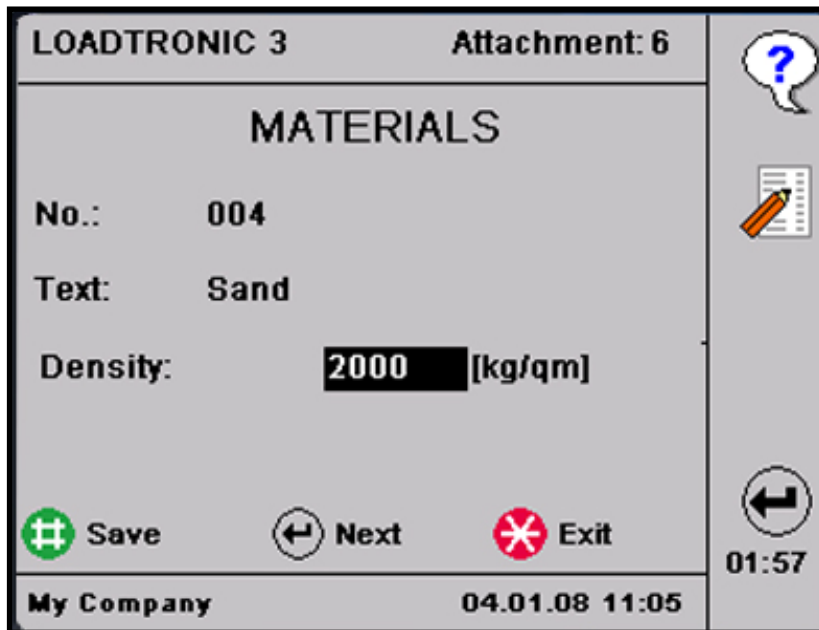 LOADTRONIC 3 Attachment: 6
?
MATERIALS
No.: 004
Text: Sand
Density: 2000 [kg/qm]
# Save Next * Exit
01:57
My Company 04.01.08 11:05